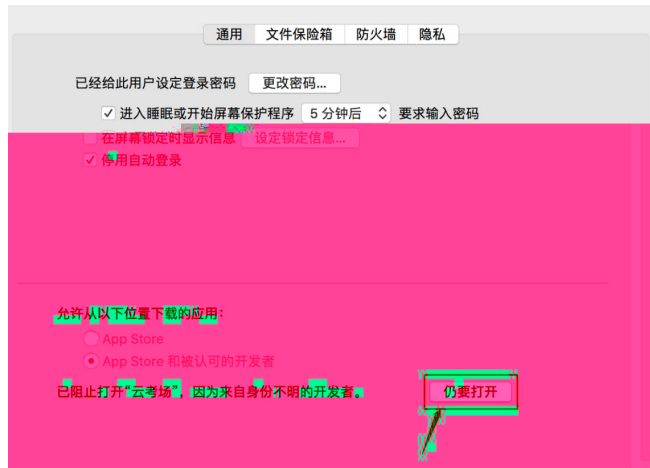 通用 文件保险箱 防火墙 隐私
已经给此用户设定登录密码 更改密码...
进入睡眠或开始屏幕保护程序 5 分钟后 要求输入密码
在屏幕锁定时显示信息 设定锁定信息...
停用自动登录
允许从以下位置下载的应用：
App Store
App Store 和被认可的开发者
已阻止打开“云考场”，因为来自身份不明的开发者。 仍要打开